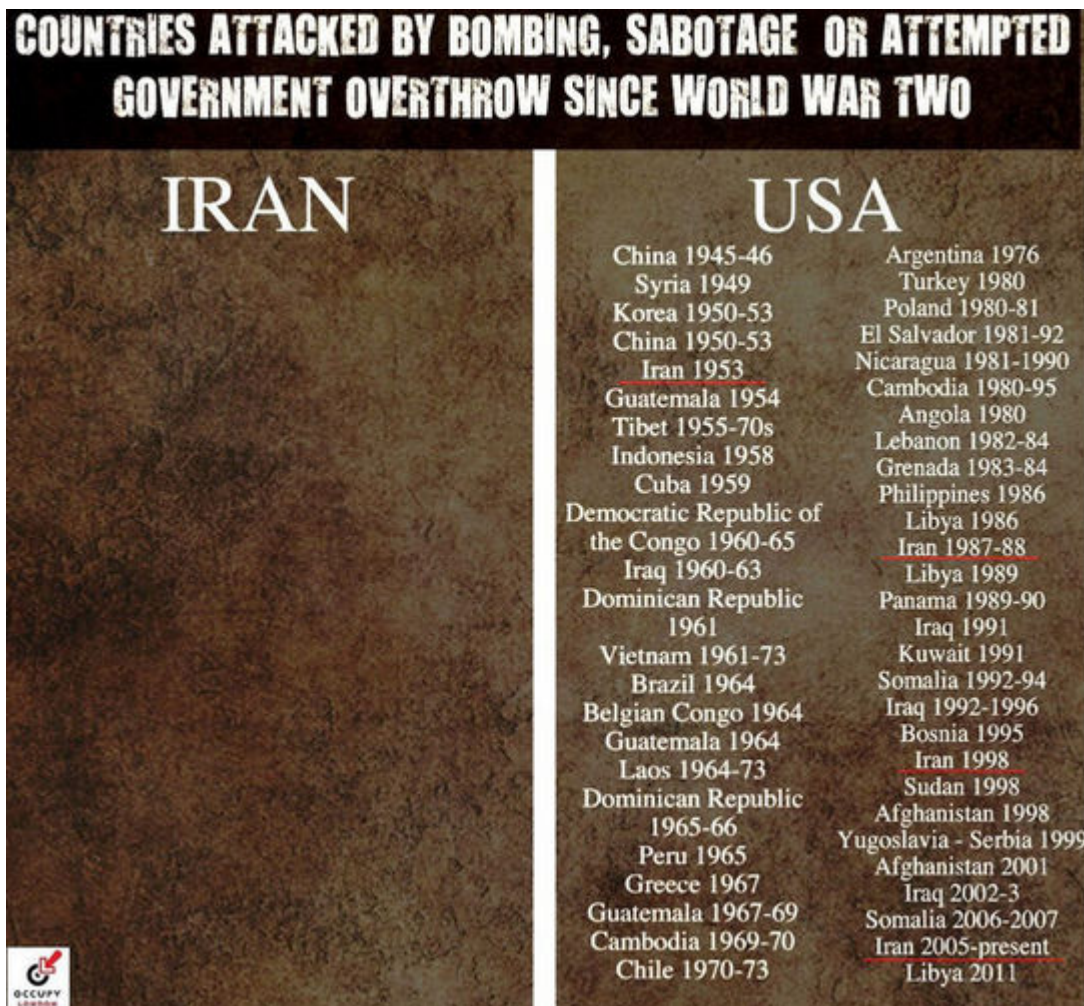 COUNTRIES ATTACKED BY BOMBING, SABOTAGE OR ATTEMPTED
GOVERNMENT OVERTHROW SINCE WORLD WAR TWO
IRAN
USA
China 1945-46
Syria 1949
Korea 1950-53
China 1950-53
Iran 1953
Guatemala 1954
Tibet 1955-70s
Indonesia 1958
Cuba 1959
Democratic Republic of
the Congo 1960-65
Iraq 1960-63
Dominican Republic
1961
Vietnam 1961-73
Brazil 1964
Belgian Congo 1964
Guatemala 1964
Laos 1964-73
Dominican Republic
1965-66
Peru 1965
Greece 1967
Guatemala 1967-69
Cambodia 1969-70
Chile 1970-73
Argentina 1976
Turkey 1980
Poland 1980-81
El Salvador 1981-92
Nicaragua 1981-1990
Cambodia 1980-95
Angola 1980
Lebanon 1982-84
Grenada 1983-84
Philippines 1986
Libya 1986
Iran 1987-88
Libya 1989
Panama 1989-90
Iraq 1991
Kuwait 1991
Somalia 1992-94
Iraq 1992-1996
Bosnia 1995
Iran 1998
Sudan 1998
Afghanistan 1998
Yugoslavia - Serbia 1999
Afghanistan 2001
Iraq 2002-3
Somalia 2006-2007
Iran 2005-present
Libya 2011
OCCUPY
LONDON